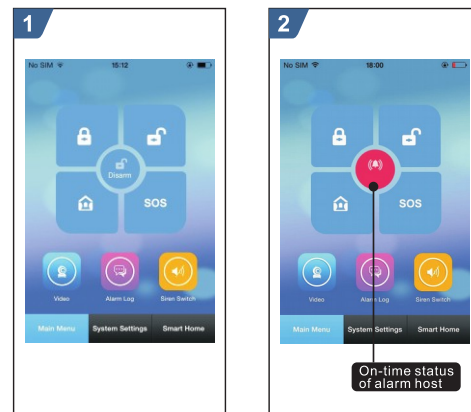 1
No SIM 15:12
Disarm
SOS
Video Alarm Log Siren Switch
Main Menu System Settings Smart Home
2
No SIM 18:00
SOS
Video Alarm Log Siren Switch
Main Menu System Settings Smart Home
On-time status
of alarm host